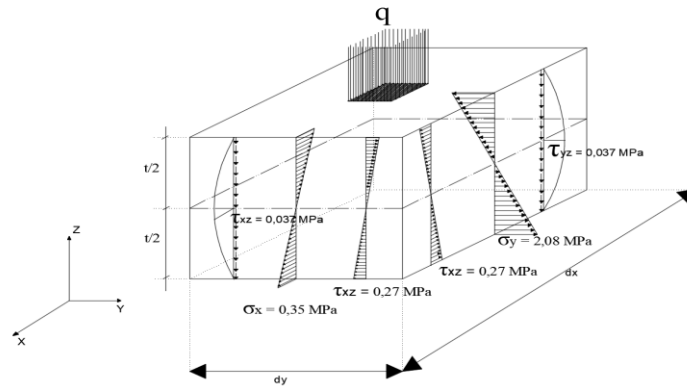 q
t/2
t/2
τxz = 0,037 MPa
τyz = 0,037 MPa
σy = 2,08 MPa
τxz = 0,27 MPa
τxz = 0,27 MPa
σx = 0,35 MPa
Z
Y
X
dx
dy